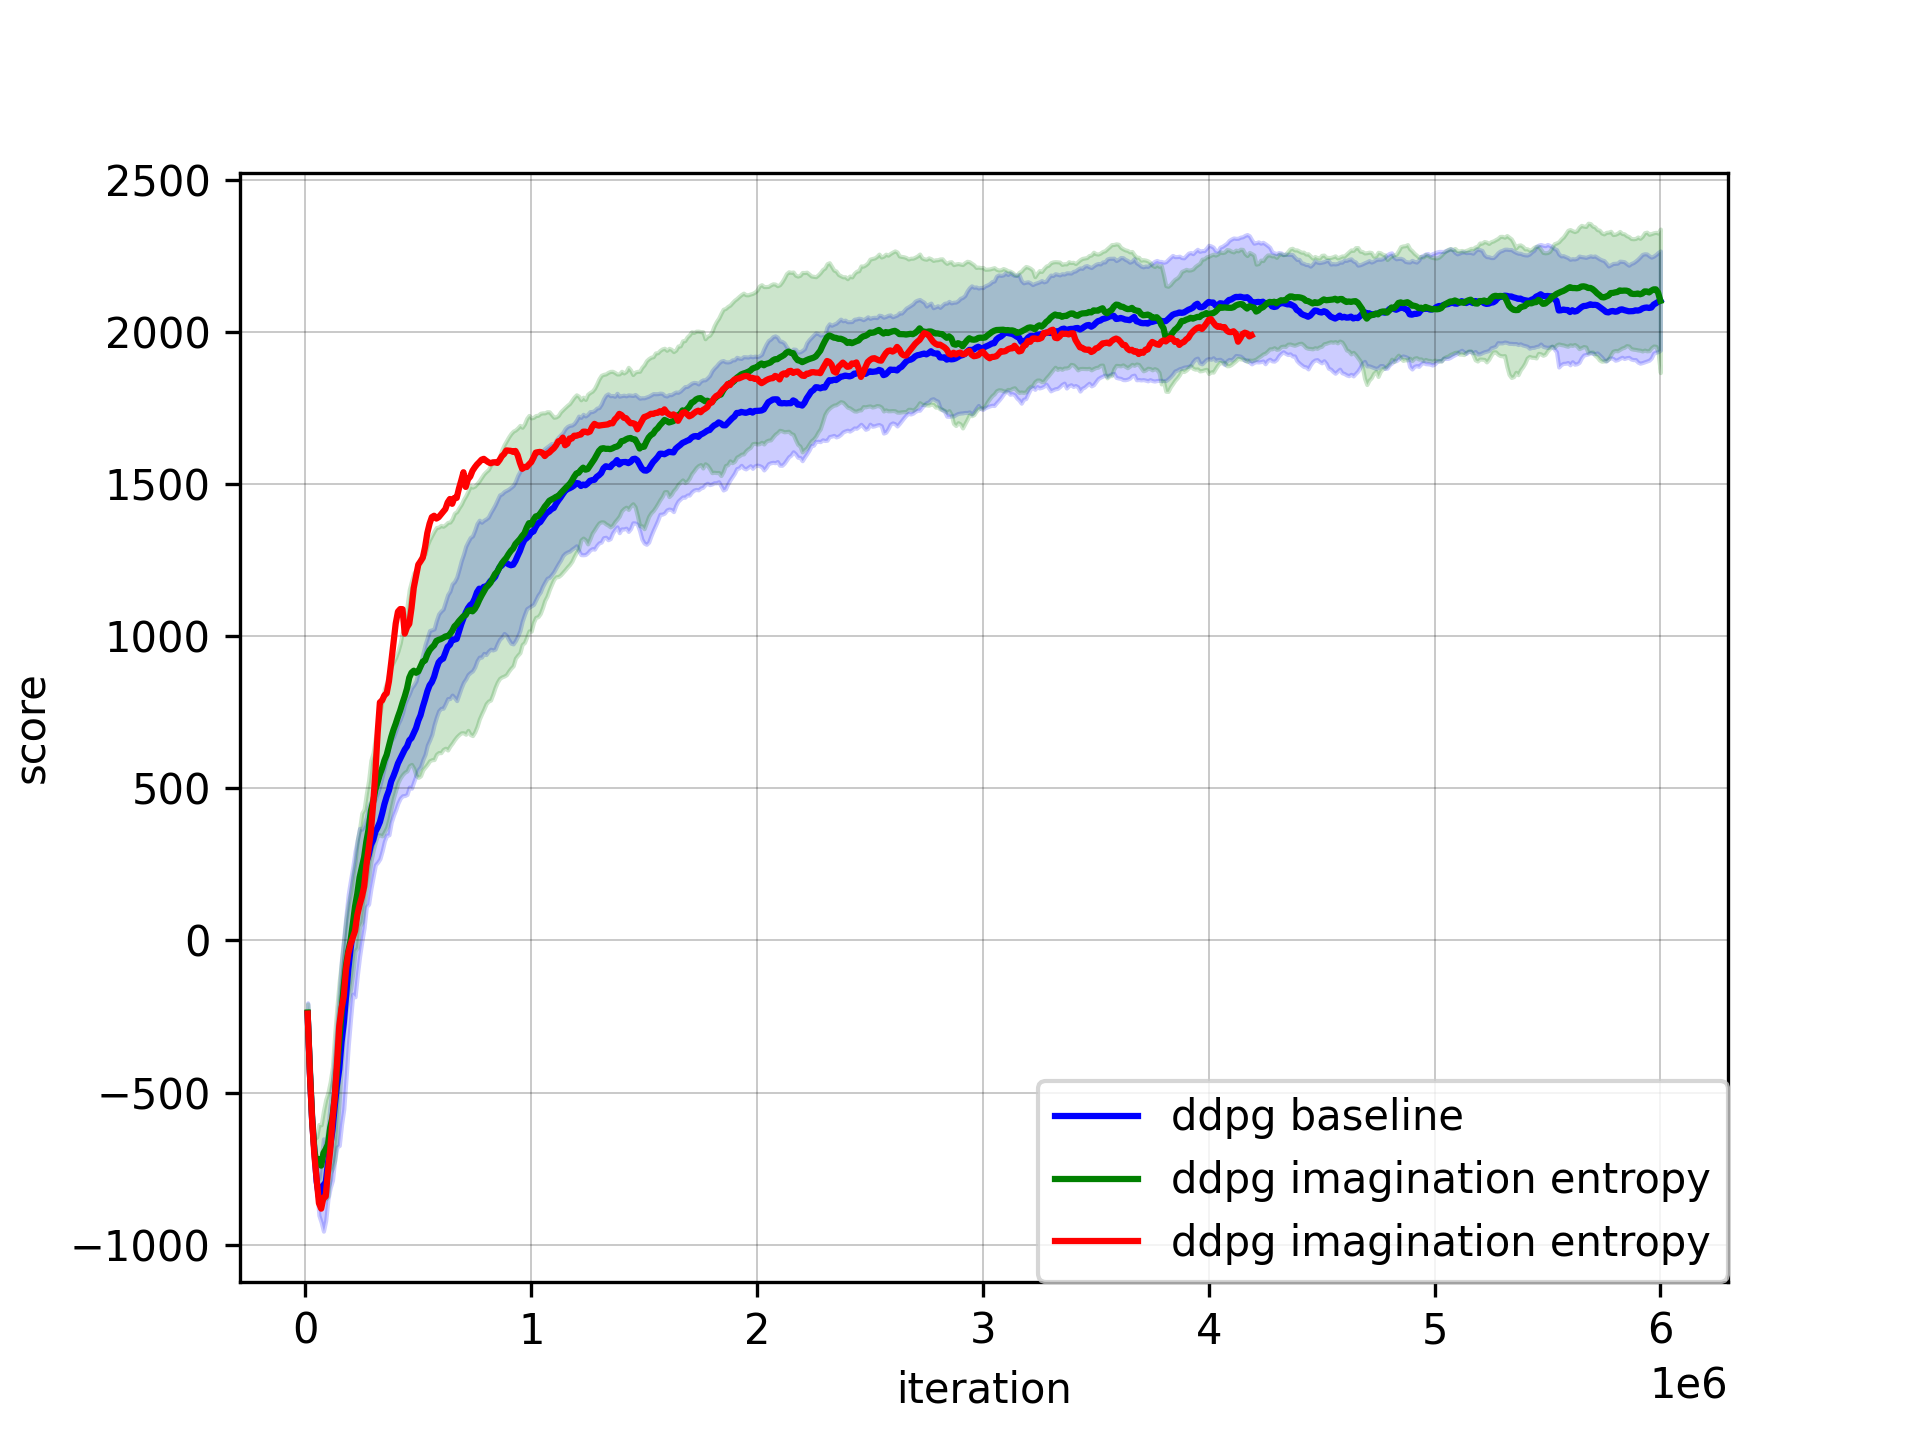 2500
2000
1500
1000
500
0
−500
−1000
score
ddpg baseline
ddpg imagination entropy
ddpg imagination entropy
0 1 2 3 4 5 6
1e6
iteration